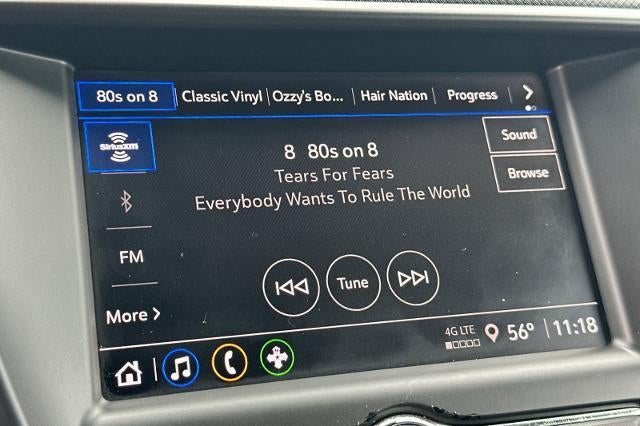 80s on 8 Classic Vinyl Ozzy's Bo... Hair Nation Progress
SiriusXM
8 80s on 8
Tears For Fears
Everybody Wants To Rule The World
Sound
Browse
FM
More >
Tune
4G LTE
56° 11:18